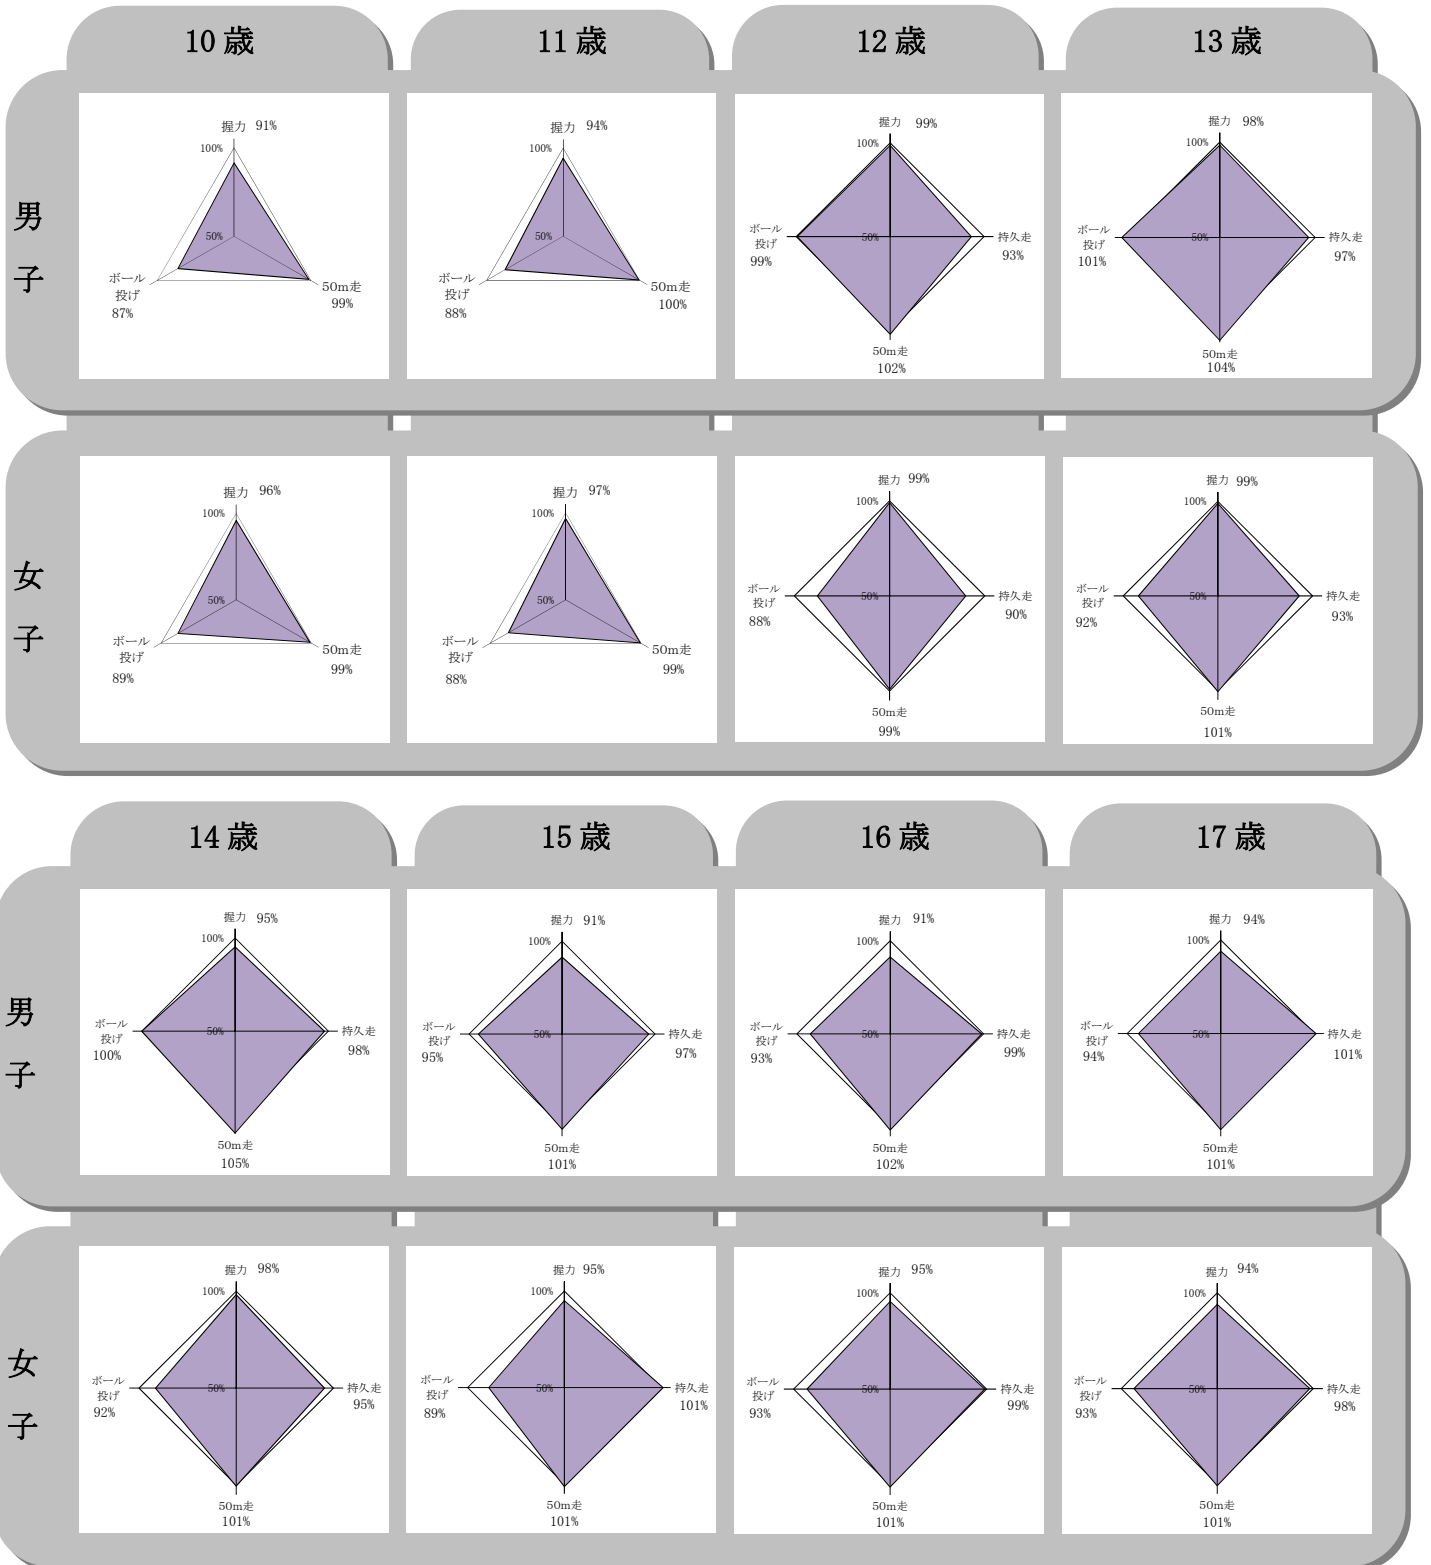 10 歳
11 歳
12 歳
13 歳
男
子
握力 91%
100%
50%
ボール
投げ
87%
50m走
99%
握力 94%
100%
50%
ボール
投げ
88%
50m走
100%
握力 99%
100%
50%
ボール
投げ
99%
持久走
93%
50m走
102%
握力 98%
100%
50%
ボール
投げ
101%
持久走
97%
50m走
104%
女
子
握力 96%
100%
50%
ボール
投げ
89%
50m走
99%
握力 97%
100%
50%
ボール
投げ
88%
50m走
99%
握力 99%
100%
50%
ボール
投げ
88%
持久走
90%
50m走
99%
握力 99%
100%
50%
ボール
投げ
92%
持久走
93%
50m走
101%
14 歳
15 歳
16 歳
17 歳
男
子
握力 95%
100%
50%
ボール
投げ
100%
持久走
98%
50m走
105%
握力 91%
100%
50%
ボール
投げ
95%
持久走
97%
50m走
101%
握力 91%
100%
50%
ボール
投げ
93%
持久走
99%
50m走
102%
握力 94%
100%
50%
ボール
投げ
94%
持久走
101%
50m走
101%
女
子
握力 98%
100%
50%
ボール
投げ
92%
持久走
95%
50m走
101%
握力 95%
100%
50%
ボール
投げ
89%
持久走
101%
50m走
101%
握力 95%
100%
50%
ボール
投げ
93%
持久走
99%
50m走
101%
握力 94%
100%
50%
ボール
投げ
93%
持久走
98%
50m走
101%